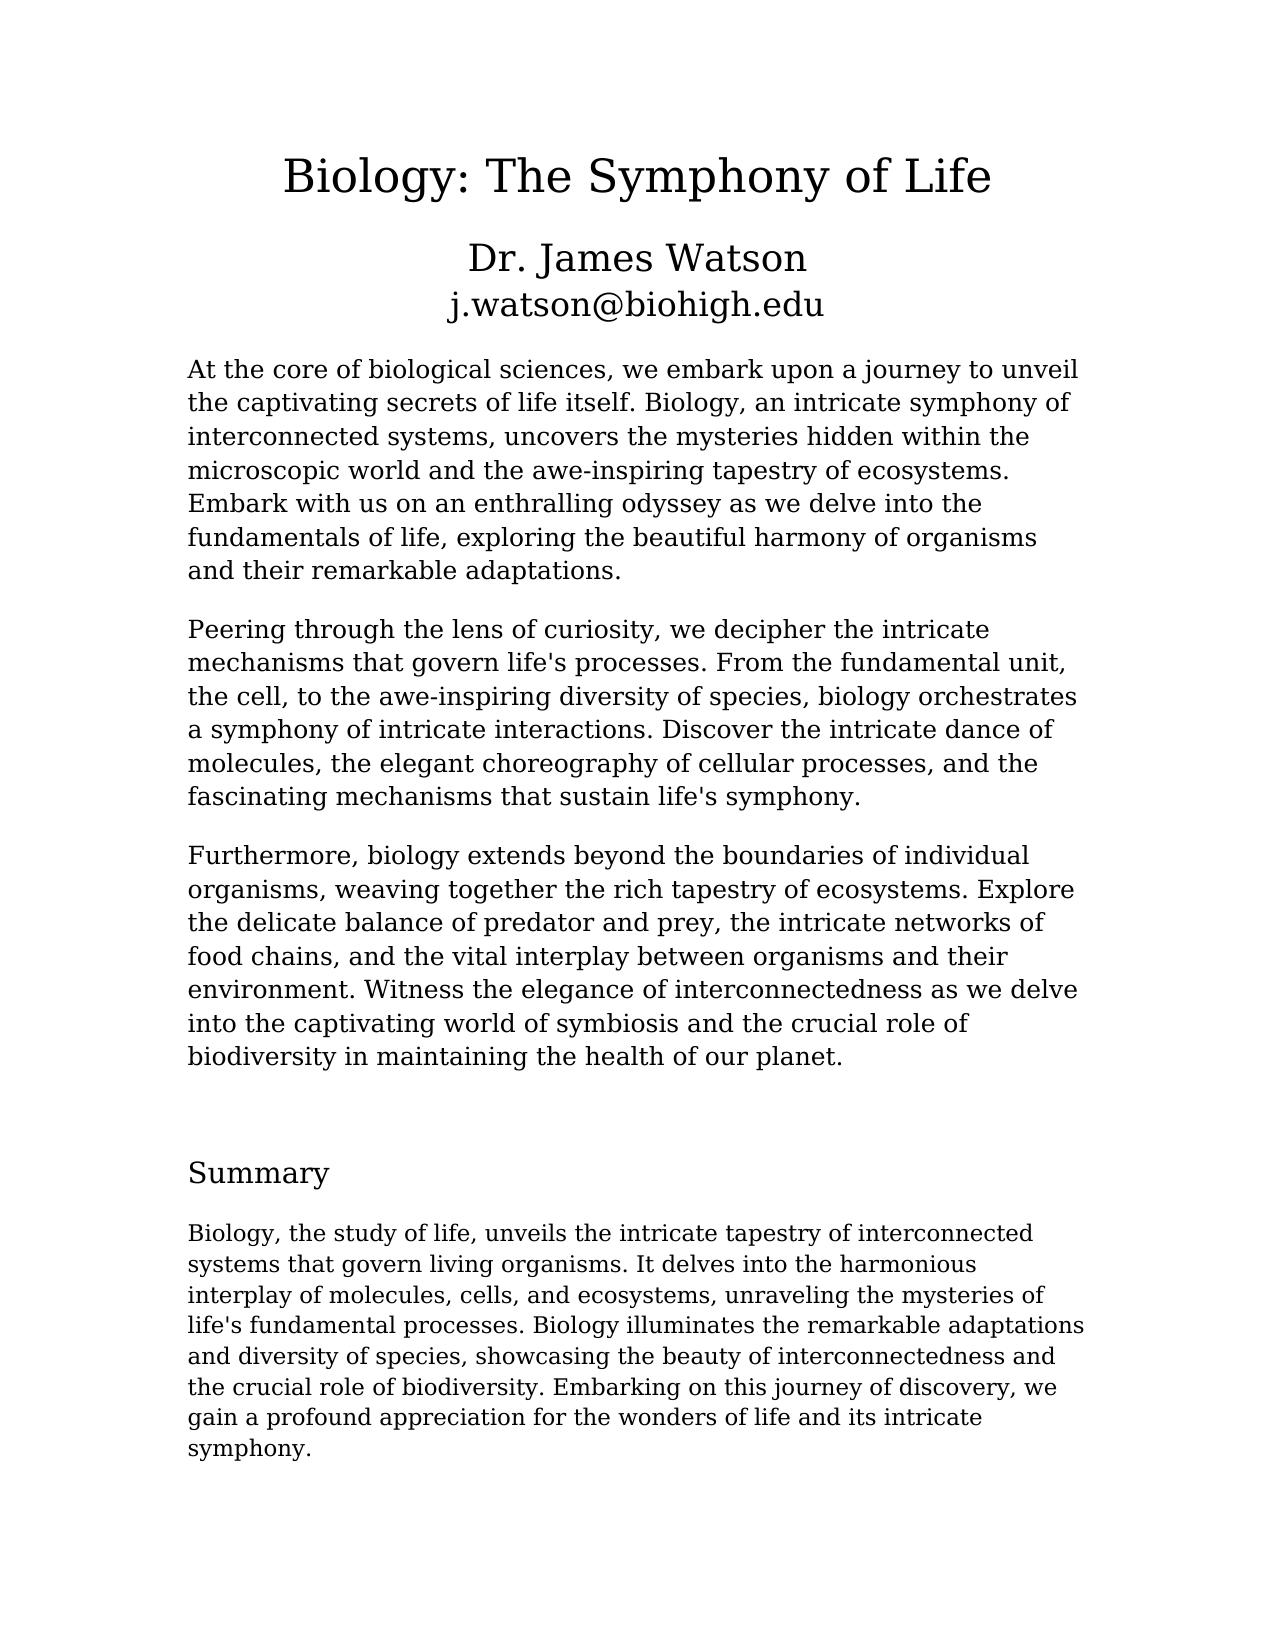 Biology: The Symphony of Life
Dr. James Watson
j.watson@biohigh.edu
At the core of biological sciences, we embark upon a journey to unveil
the captivating secrets of life itself. Biology, an intricate symphony of
interconnected systems, uncovers the mysteries hidden within the
microscopic world and the awe-inspiring tapestry of ecosystems.
Embark with us on an enthralling odyssey as we delve into the
fundamentals of life, exploring the beautiful harmony of organisms
and their remarkable adaptations.
Peering through the lens of curiosity, we decipher the intricate
mechanisms that govern life's processes. From the fundamental unit,
the cell, to the awe-inspiring diversity of species, biology orchestrates
a symphony of intricate interactions. Discover the intricate dance of
molecules, the elegant choreography of cellular processes, and the
fascinating mechanisms that sustain life's symphony.
Furthermore, biology extends beyond the boundaries of individual
organisms, weaving together the rich tapestry of ecosystems. Explore
the delicate balance of predator and prey, the intricate networks of
food chains, and the vital interplay between organisms and their
environment. Witness the elegance of interconnectedness as we delve
into the captivating world of symbiosis and the crucial role of
biodiversity in maintaining the health of our planet.
Summary
Biology, the study of life, unveils the intricate tapestry of interconnected
systems that govern living organisms. It delves into the harmonious
interplay of molecules, cells, and ecosystems, unraveling the mysteries of
life's fundamental processes. Biology illuminates the remarkable adaptations
and diversity of species, showcasing the beauty of interconnectedness and
the crucial role of biodiversity. Embarking on this journey of discovery, we
gain a profound appreciation for the wonders of life and its intricate
symphony.